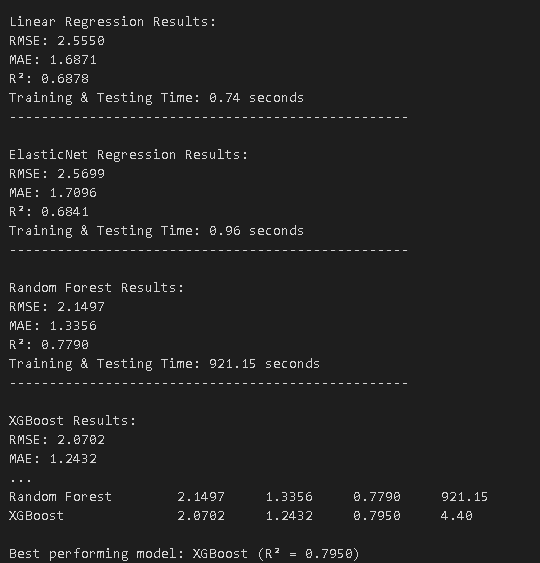 Linear Regression Results:
RMSE: 2.5550
MAE: 1.6871
R²: 0.6878
Training & Testing Time: 0.74 seconds
--------------------------------------------------
ElasticNet Regression Results:
RMSE: 2.5699
MAE: 1.7096
R²: 0.6841
Training & Testing Time: 0.96 seconds
--------------------------------------------------
Random Forest Results:
RMSE: 2.1497
MAE: 1.3356
R²: 0.7790
Training & Testing Time: 921.15 seconds
--------------------------------------------------
XGBoost Results:
RMSE: 2.0702
MAE: 1.2432
...
Random Forest 2.1497 1.3356 0.7790 921.15
XGBoost 2.0702 1.2432 0.7950 4.40
Best performing model: XGBoost (R² = 0.7950)